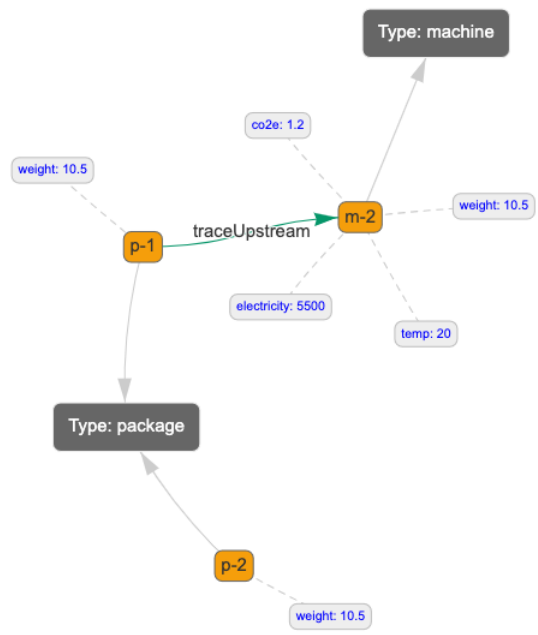 Type: machine
co2e: 1.2
weight: 10.5
weight: 10.5
m-2
traceUpstream
p-1
electricity: 5500
temp: 20
Type: package
p-2
weight: 10.5